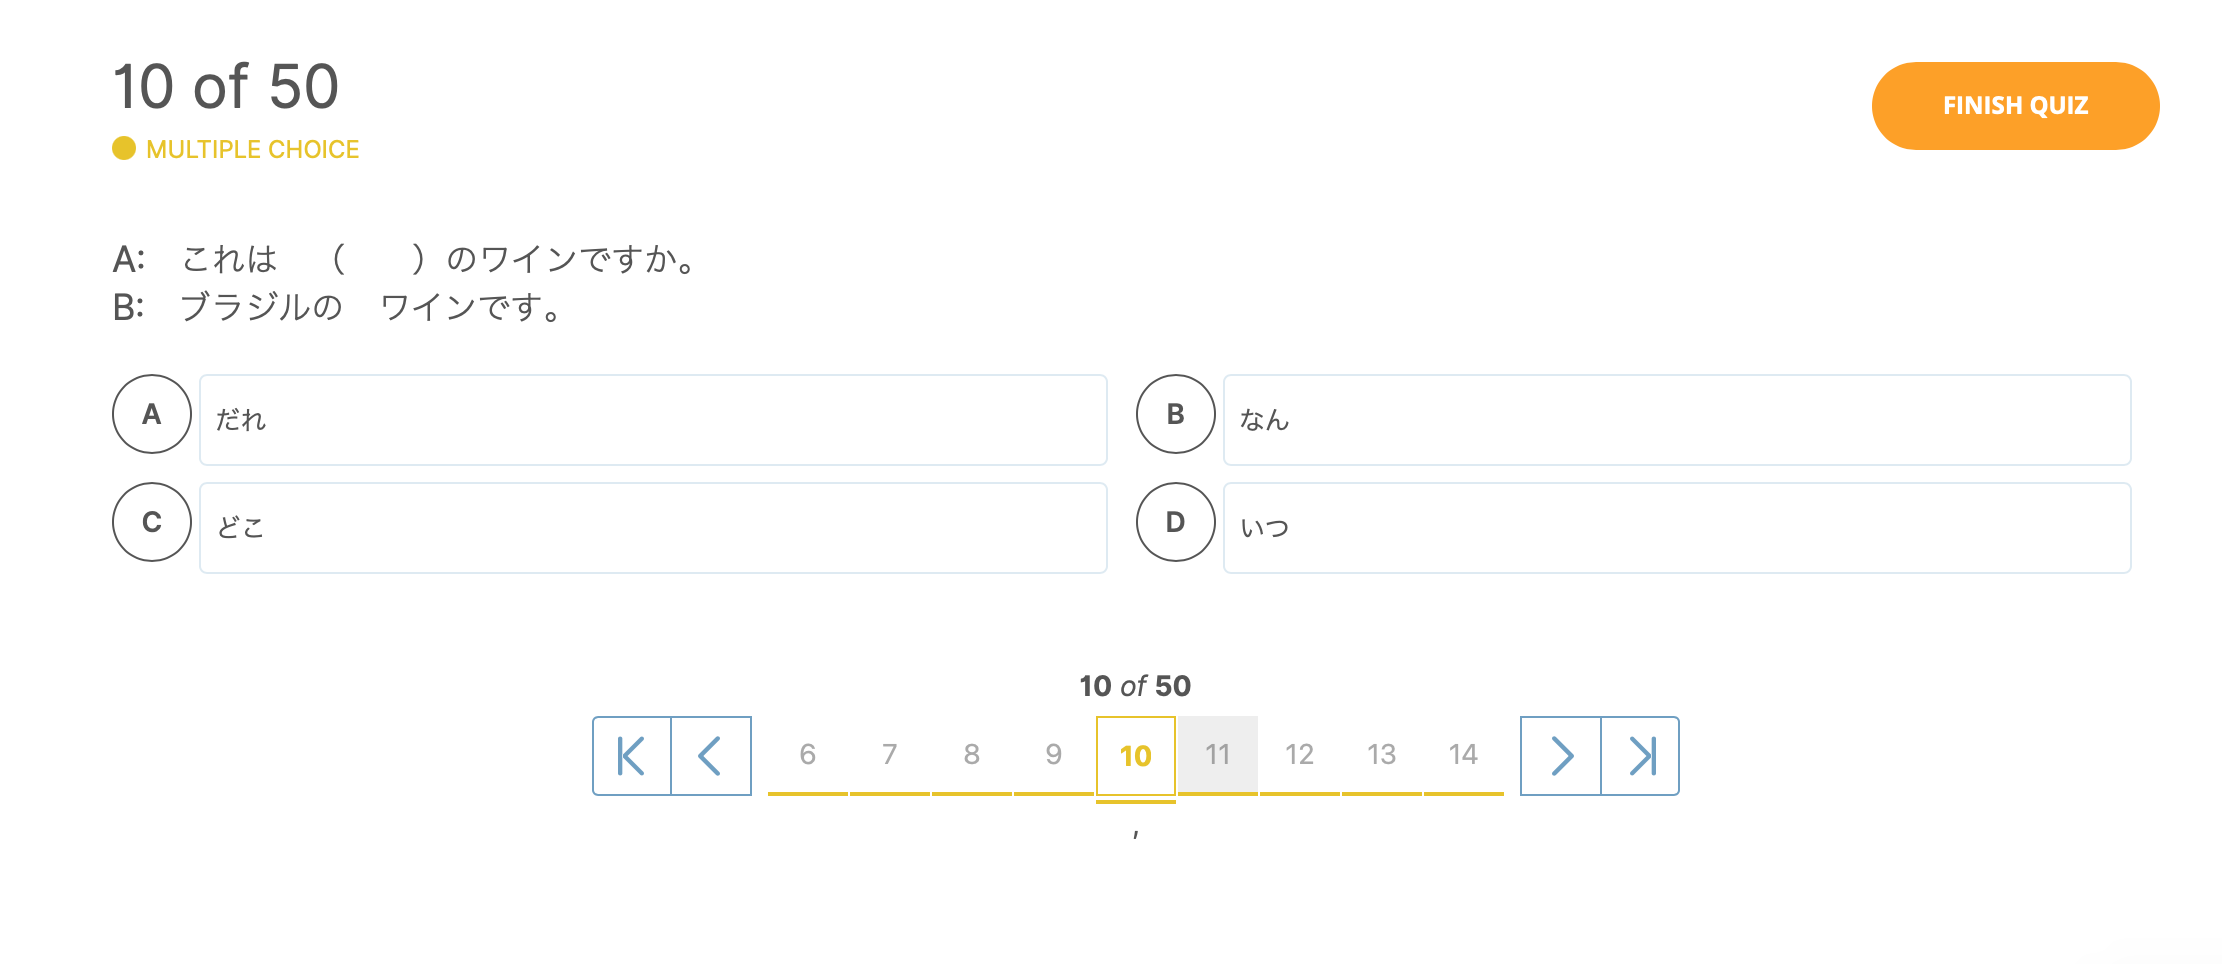 10 of 50
FINISH QUIZ
MULTIPLE CHOICE
A:　これは　（　　）のワインですか。
B:　ブラジルの　ワインです。
A だれ
B なん
C どこ
D いつ
10 of 50
6 7 8 9 10 11 12 13 14
,